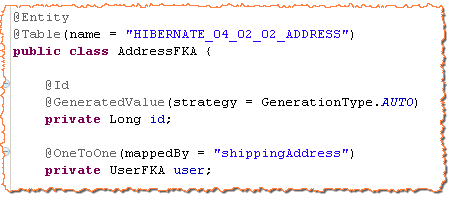 @Entity
@Table(name = "HIBERNATE_04_02_02_ADDRESS")
public class AddressFKA {
@Id
@GeneratedValue(strategy = GenerationType.AUTO)
private Long id;
@OneToOne(mappedBy = "shippingAddress")
private UserFKA user;